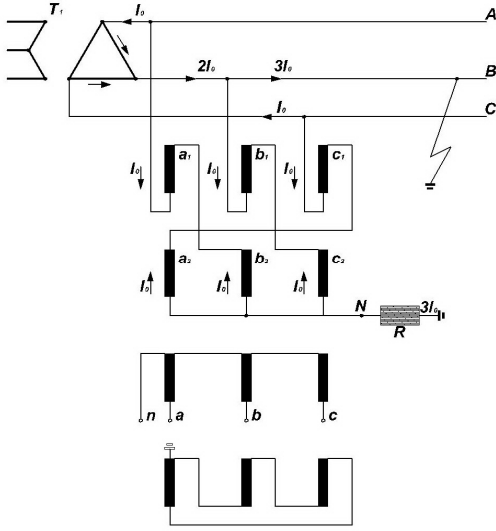 T₁ I₀ A
2I₀ 3I₀ B
I₀ C
a₁ b₁ c₁
I₀ I₀ I₀
a₂ b₂ c₂
I₀ I₀ I₀
N 3I₀
R
n a b c